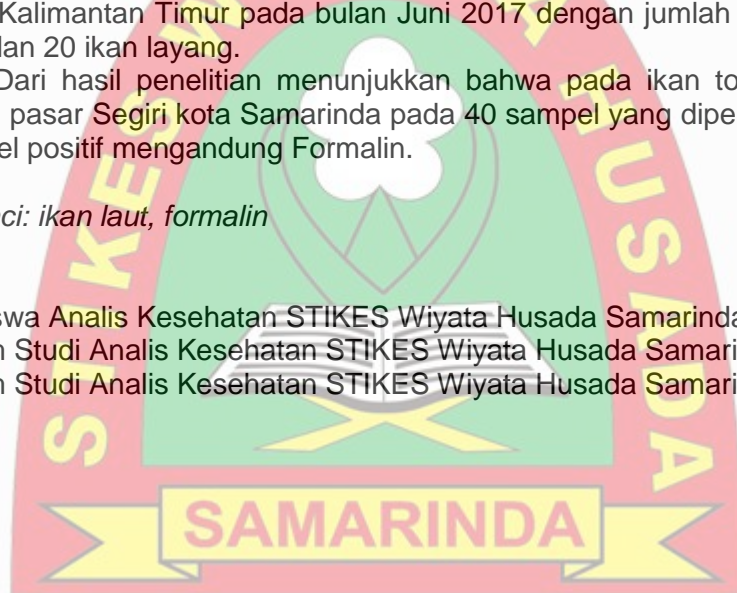 Kalimantan Timur pada bulan Juni 2017 dengan jumlah
dan 20 ikan layang.
Dari hasil penelitian menunjukkan bahwa pada ikan to
pasar Segiri kota Samarinda pada 40 sampel yang dipe
el positif mengandung Formalin.
ci: ikan laut, formalin
swa Analis Kesehatan STIKES Wiyata Husada Samarinda
Studi Analis Kesehatan STIKES Wiyata Husada Samari
Studi Analis Kesehatan STIKES Wiyata Husada Samari
STIKES W A HUSADA
SAMARINDA